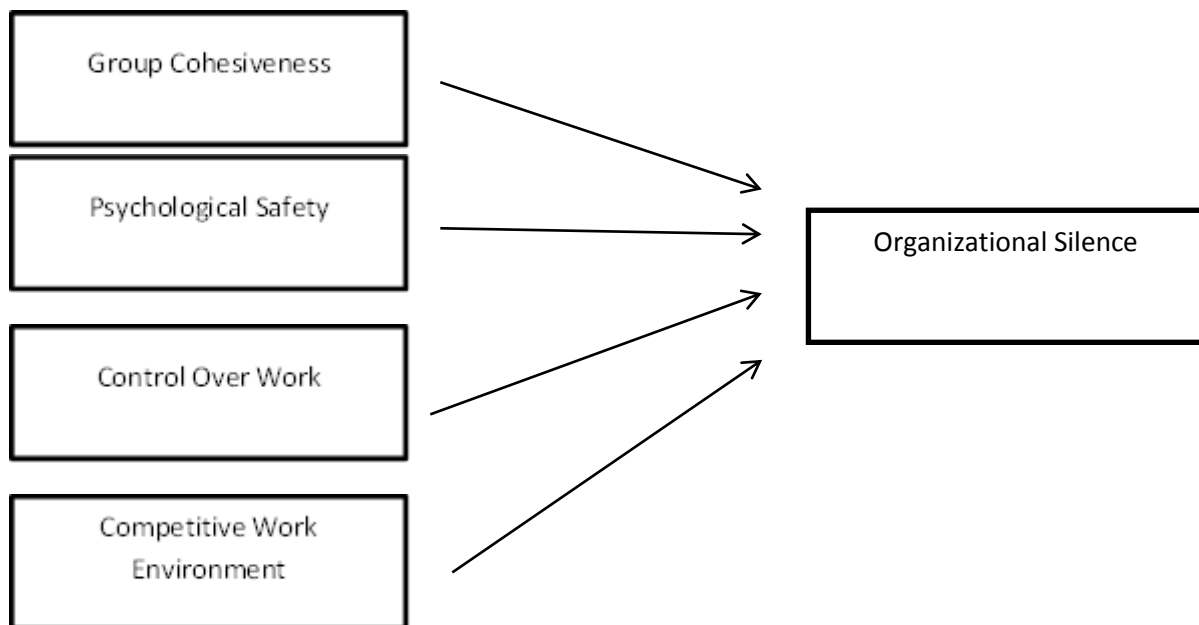 Group Cohesiveness
Psychological Safety
Organizational Silence
Control Over Work
Competitive Work
Environment